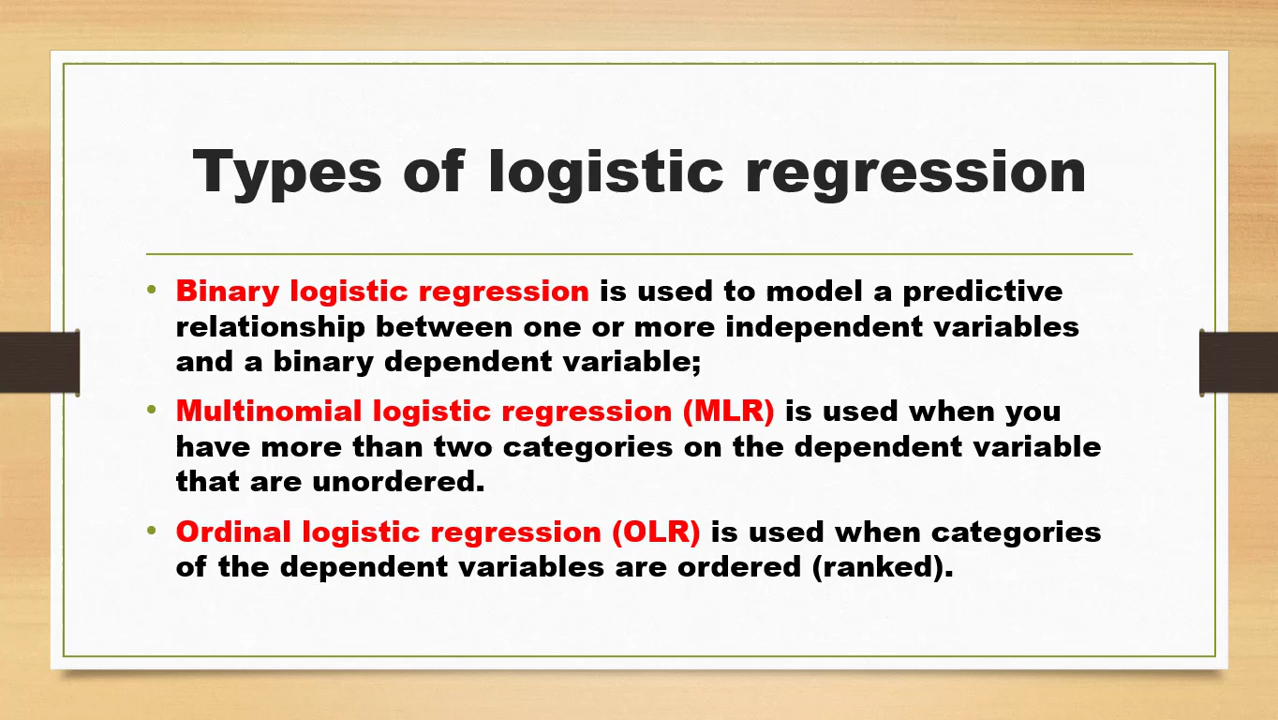 Types of logistic regression
• Binary logistic regression is used to model a predictive
relationship between one or more independent variables
and a binary dependent variable;
• Multinomial logistic regression (MLR) is used when you
have more than two categories on the dependent variable
that are unordered.
• Ordinal logistic regression (OLR) is used when categories
of the dependent variables are ordered (ranked).